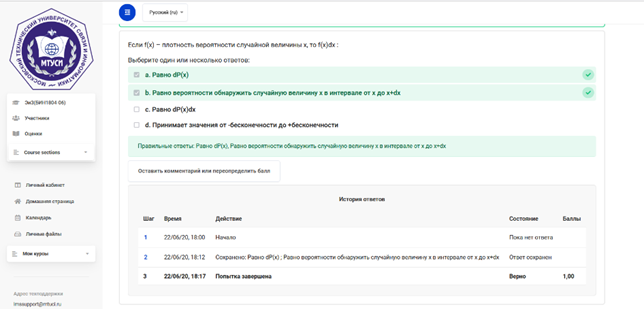 Русский (ru)
МОСКОВСКИЙ ТЕХНИЧЕСКИЙ УНИВЕРСИТЕТ СВЯЗИ И ИНФОРМАТИКИ
МТУСИ
Участники
Оценки
Course sections
Личный кабинет
Домашняя страница
Календарь
Личные файлы
Мои курсы
Адрес техподдержки
lmssupport@mtuci.ru
Если f(x) – плотность вероятности случайной величины x, то f(x)dx :
Выберите один или несколько ответов:
a. Равно dP(x)
b. Равно вероятности обнаружить случайную величину x в интервале от x до x+dx
c. Равно dP(x)dx
d. Принимает значения от -бесконечности до +бесконечности
Правильные ответы: Равно dP(x), Равно вероятности обнаружить случайную величину x в интервале от x до x+dx
Оставить комментарий или переопределить балл
История ответов
Шаг Время Действие Состояние Баллы
1 22/06/20, 18:00 Начало Пока нет ответа
2 22/06/20, 18:12 Сохранено: Равно dP(x) ; Равно вероятности обнаружить случайную величину x в интервале от x до x+dx Ответ сохранен
3 22/06/20, 18:17 Попытка завершена Верно 1,00